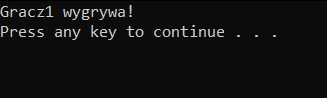 Gracz1 wygrywa!
Press any key to continue . . .